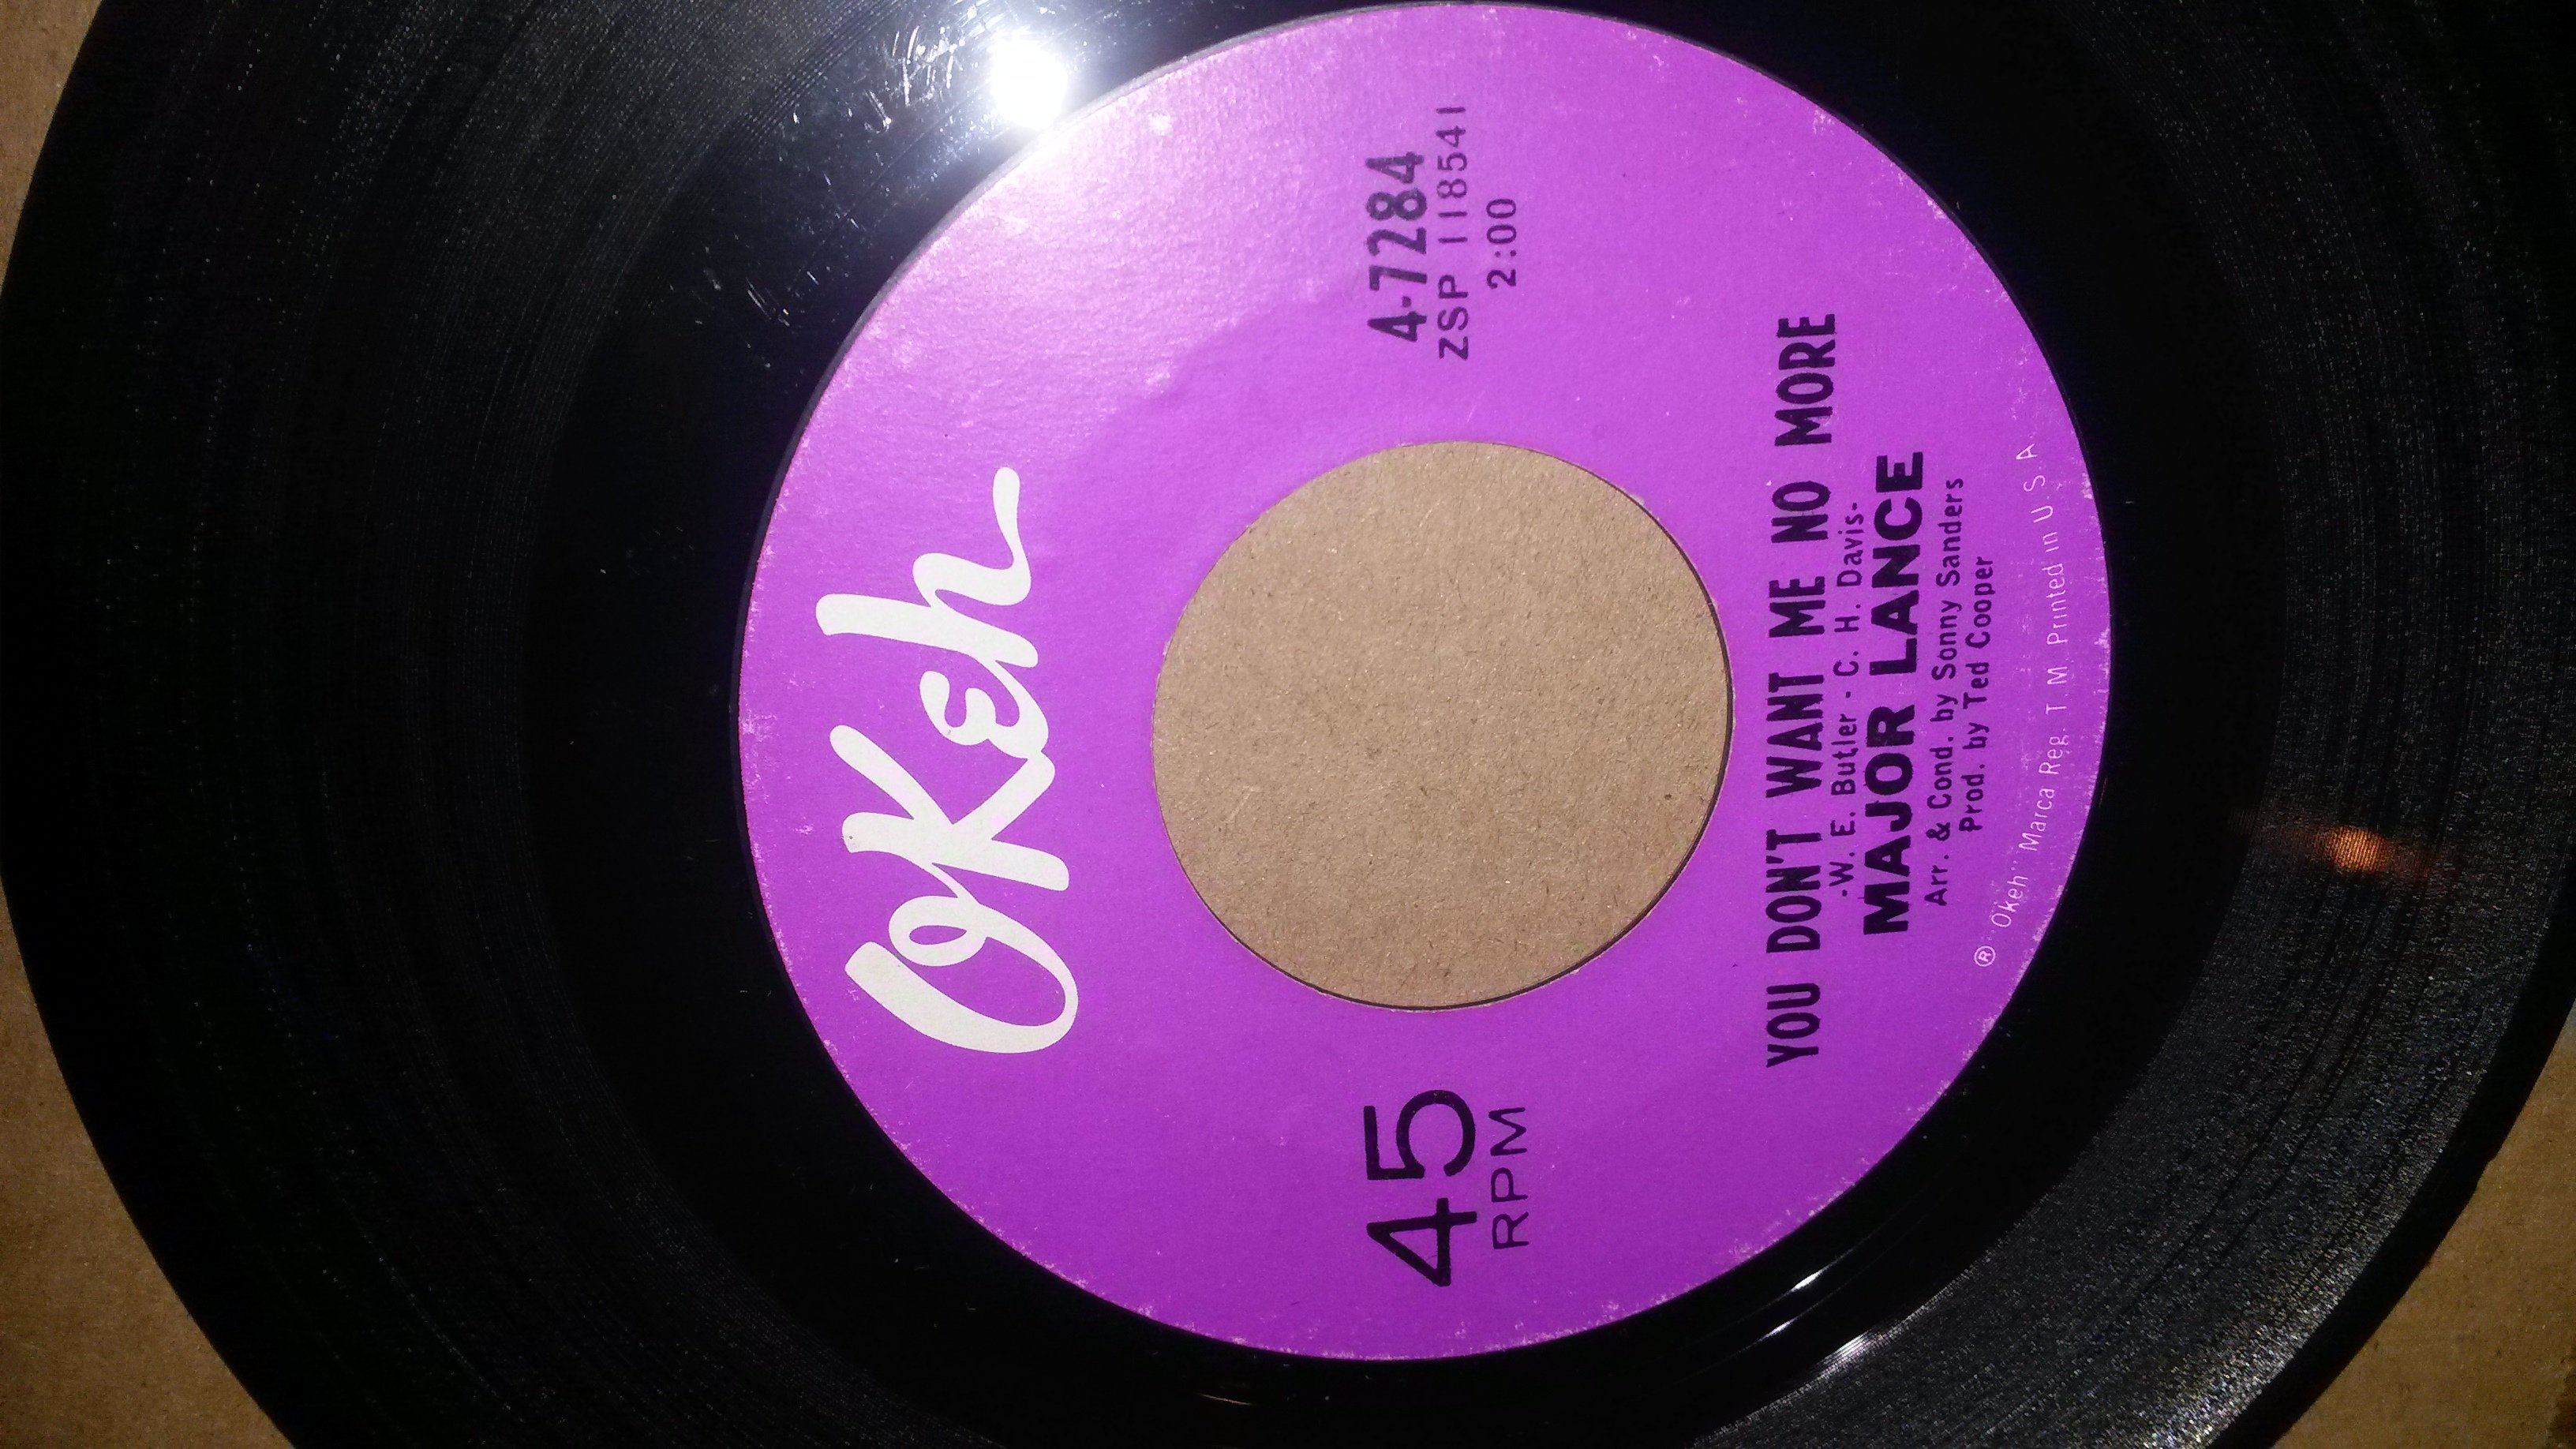 OKeh
4-7284
ZSP 118541
2:00
45
RPM
YOU DON'T WANT ME NO MORE
-W. E. Butler - C. H. Davis-
MAJOR LANCE
Arr. & Cond. by Sonny Sanders
Prod. by Ted Cooper
® "Okeh" Marca Reg. T. M. Printed in U. S. A.